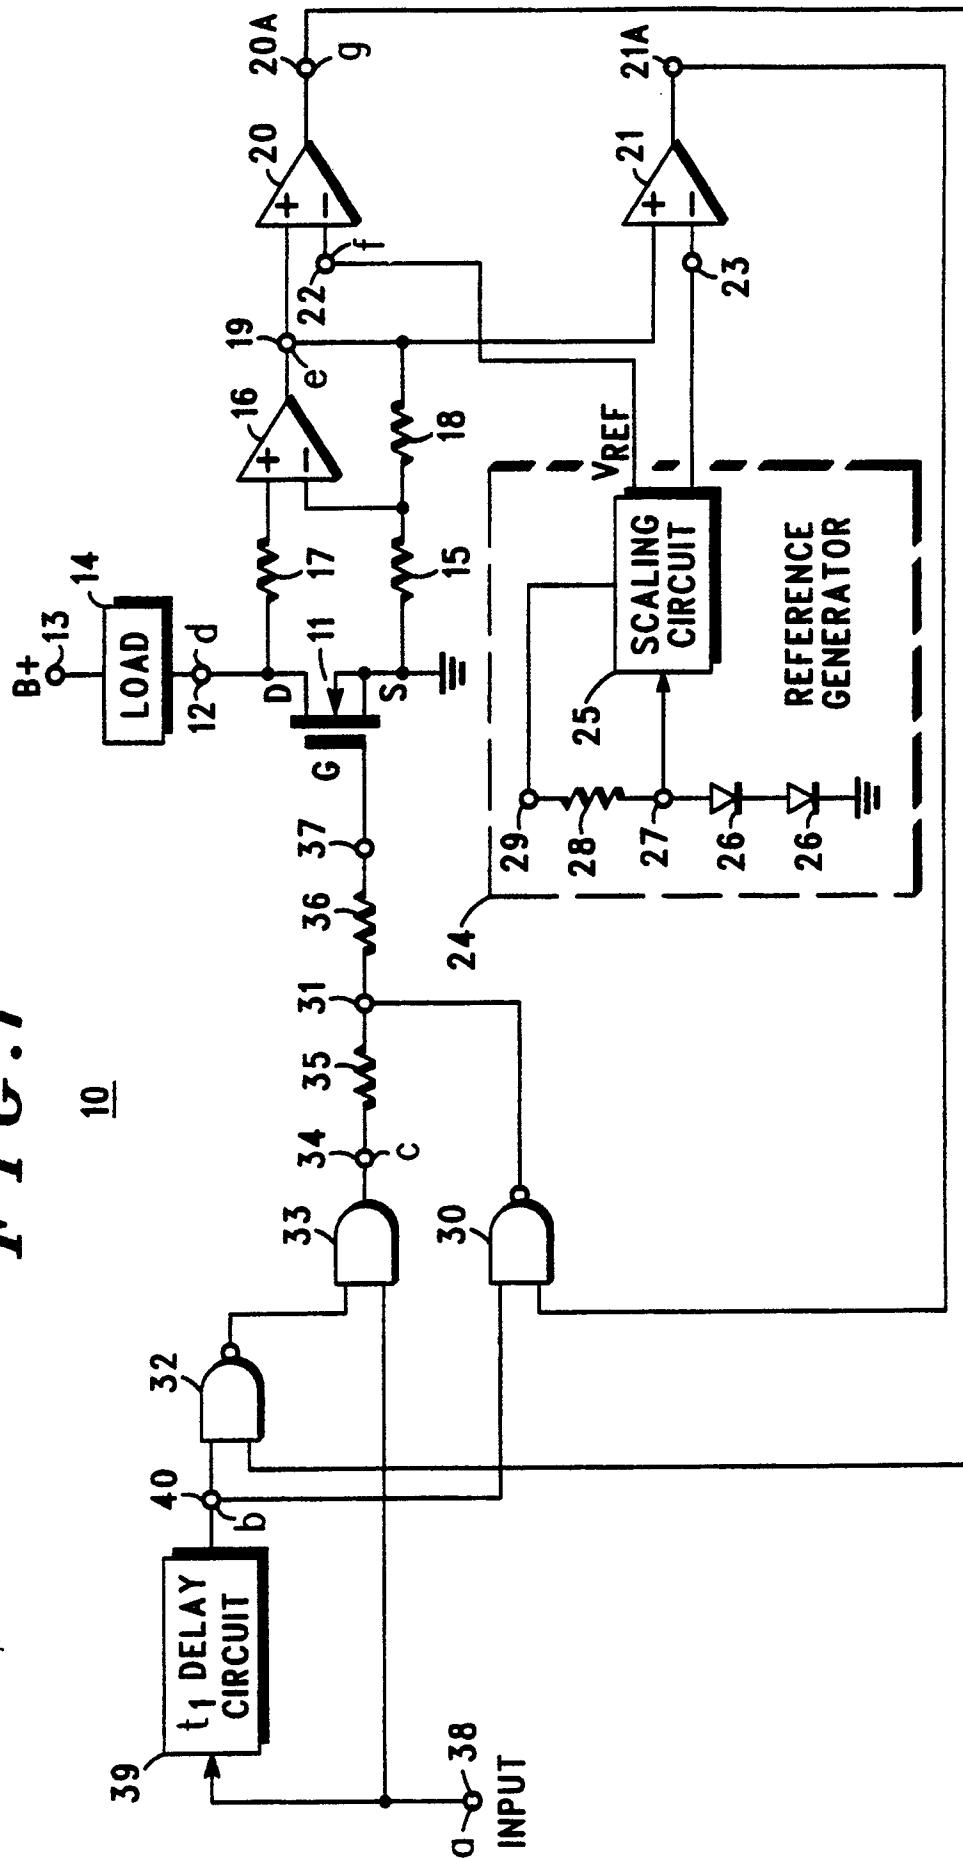 FIG.1
10
B+
13
14
LOAD
12
d
D
11
G
S
17
15
16
18
19
e
20
20A
g
22
f
21
21A
23
VREF
SCALING
CIRCUIT
25
REFERENCE
GENERATOR
29
28
27
26
26
24
37
36
31
35
34
c
33
30
32
40
b
t1 DELAY
CIRCUIT
39
a
38
INPUT